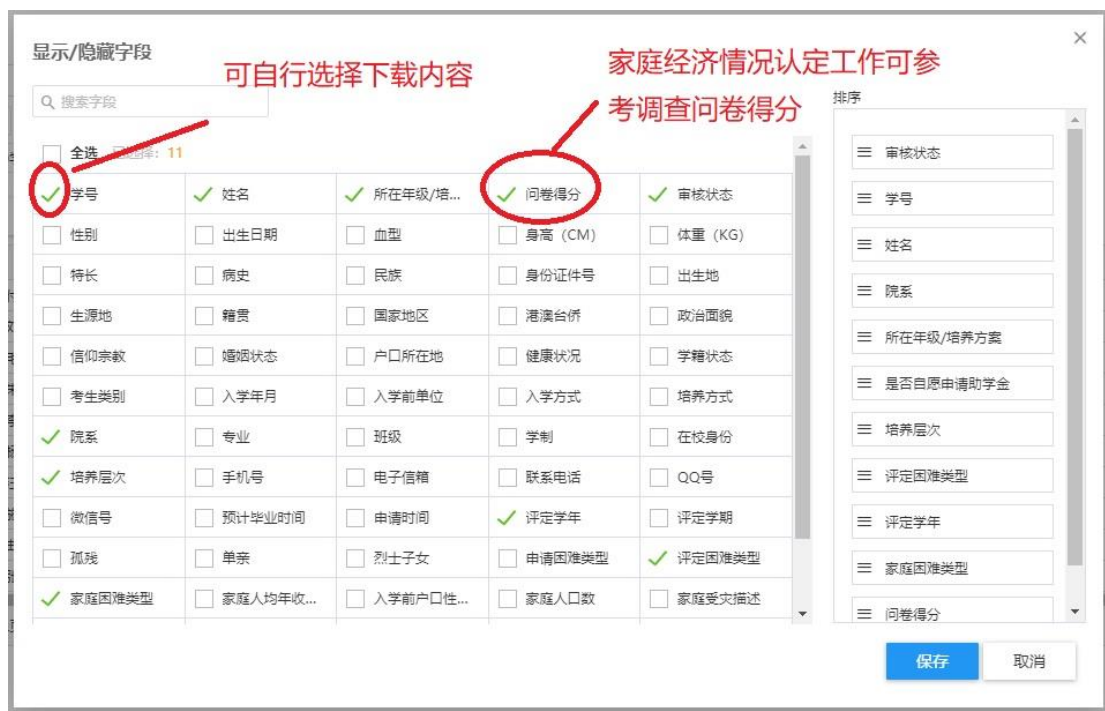 显示/隐藏字段
可自行选择下载内容
家庭经济情况认定工作可参
考调查问卷得分
搜索字段
排序
全选 已选择: 11
学号 姓名 所在年级/培... 问卷得分 审核状态
性别 出生日期 血型 身高（CM） 体重（KG）
特长 病史 民族 身份证件号 出生地
生源地 籍贯 国家地区 港澳台侨 政治面貌
信仰宗教 婚姻状态 户口所在地 健康状况 学籍状态
考生类别 入学年月 入学前单位 入学方式 培养方式
院系 专业 班级 学制 在校身份
培养层次 手机号 电子信箱 联系电话 QQ号
微信号 预计毕业时间 申请时间 评定学年 评定学期
孤残 单亲 烈士子女 申请困难类型 评定困难类型
家庭困难类型 家庭人均年收... 入学前户口性... 家庭人口数 家庭受灾描述
审核状态
学号
姓名
院系
所在年级/培养方案
是否自愿申请助学金
培养层次
评定困难类型
评定学年
家庭困难类型
问卷得分
保存 取消